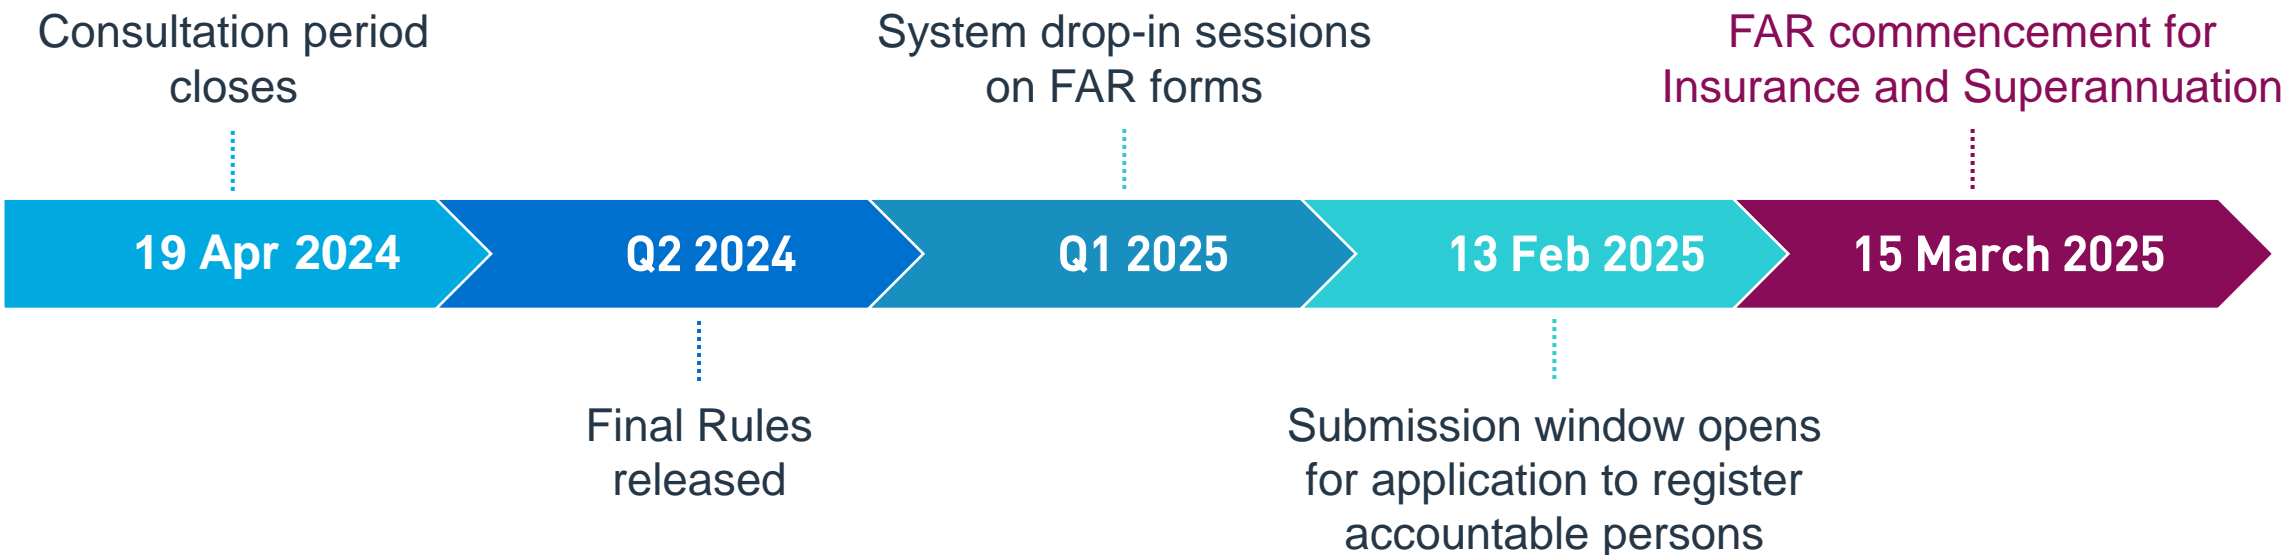 Consultation period
closes
System drop-in sessions
on FAR forms
FAR commencement for
Insurance and Superannuation
19 Apr 2024
Q2 2024
Q1 2025
13 Feb 2025
15 March 2025
Final Rules
released
Submission window opens
for application to register
accountable persons